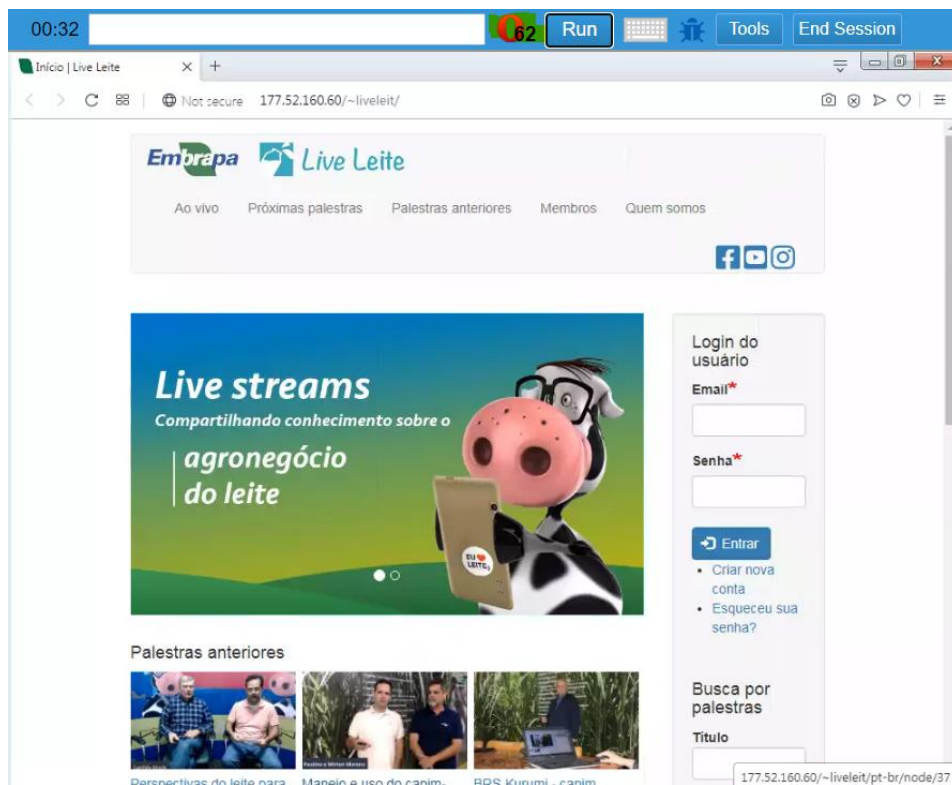 00:32
62
Run
Tools
End Session
Início | Live Leite
Not secure 177.52.160.60/~liveleit/
Embrapa Live Leite
Ao vivo Próximas palestras Palestras anteriores Membros Quem somos
Live streams
Compartilhando conhecimento sobre o
agronegócio
do leite
EU
LEITE
Login do
usuário
Email*
Senha*
Entrar
Criar nova
conta
Esqueceu sua
senha?
Palestras anteriores
Perspectivas do leite para
Manejo e uso do capim-
BRS Kurumi - capim
Busca por
palestras
Título
177.52.160.60/~liveleit/pt-br/node/37